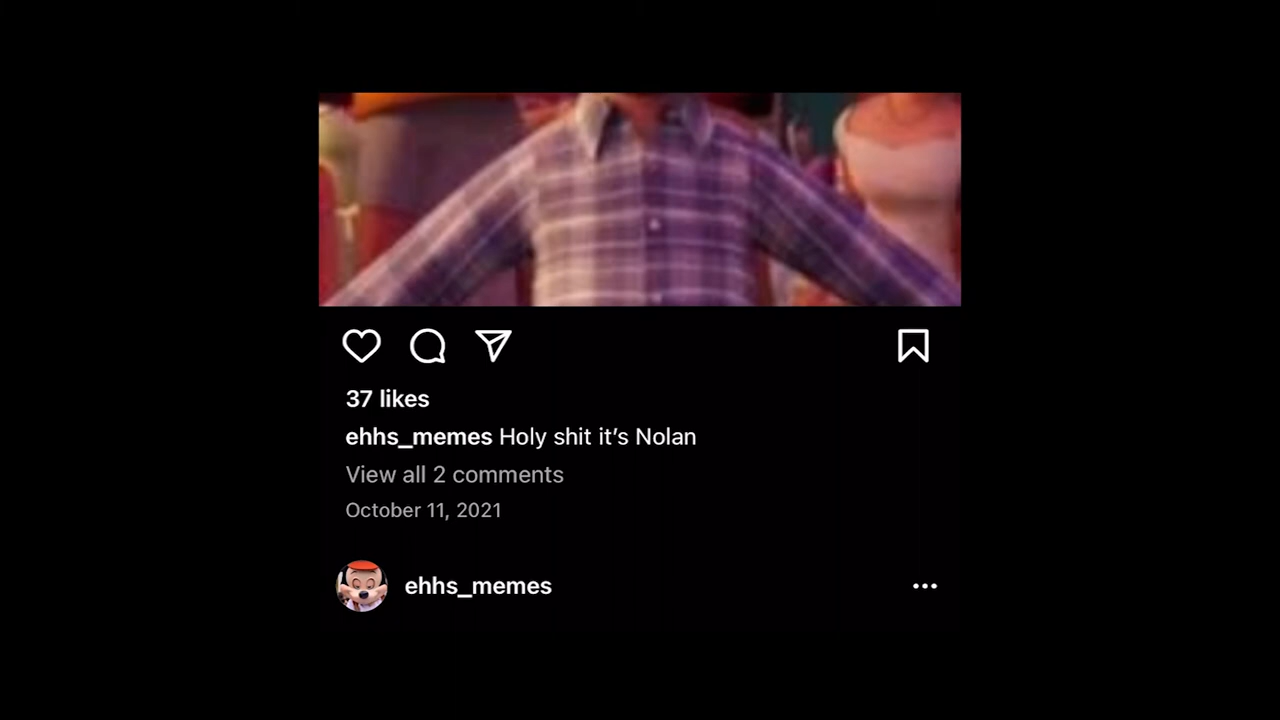 37 likes
ehhs_memes Holy shit it’s Nolan
View all 2 comments
October 11, 2021
ehhs_memes